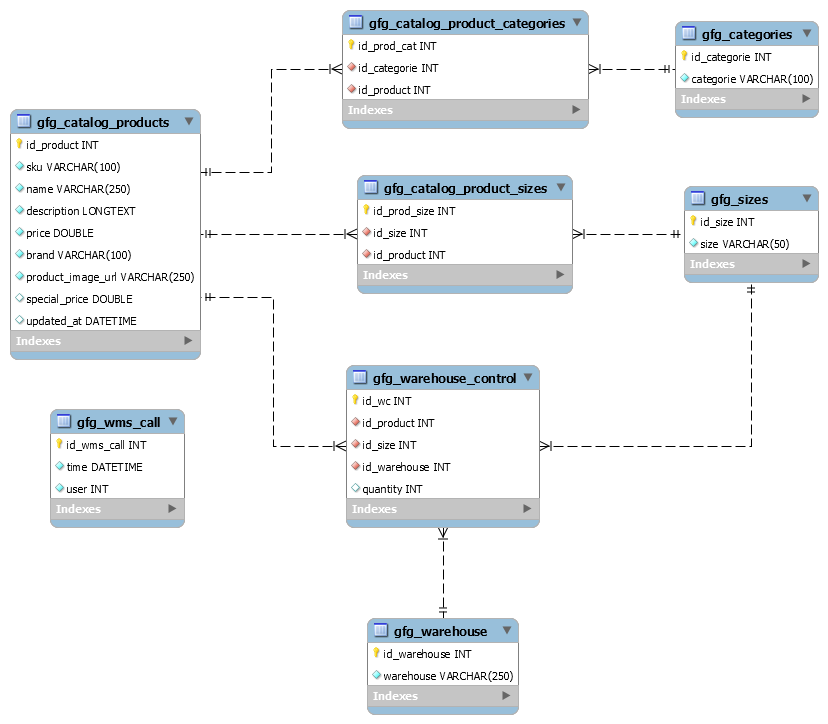 gfg_catalog_product_categories
id_prod_cat INT
id_categorie INT
id_product INT
Indexes
gfg_categories
id_categorie INT
categorie VARCHAR(100)
Indexes
gfg_catalog_products
id_product INT
sku VARCHAR(100)
name VARCHAR(250)
description LONGTEXT
price DOUBLE
brand VARCHAR(100)
product_image_url VARCHAR(250)
special_price DOUBLE
updated_at DATETIME
Indexes
gfg_catalog_product_sizes
id_prod_size INT
id_size INT
id_product INT
Indexes
gfg_sizes
id_size INT
size VARCHAR(50)
Indexes
gfg_warehouse_control
id_wc INT
id_product INT
id_size INT
id_warehouse INT
quantity INT
Indexes
gfg_wms_call
id_wms_call INT
time DATETIME
user INT
Indexes
gfg_warehouse
id_warehouse INT
warehouse VARCHAR(250)
Indexes